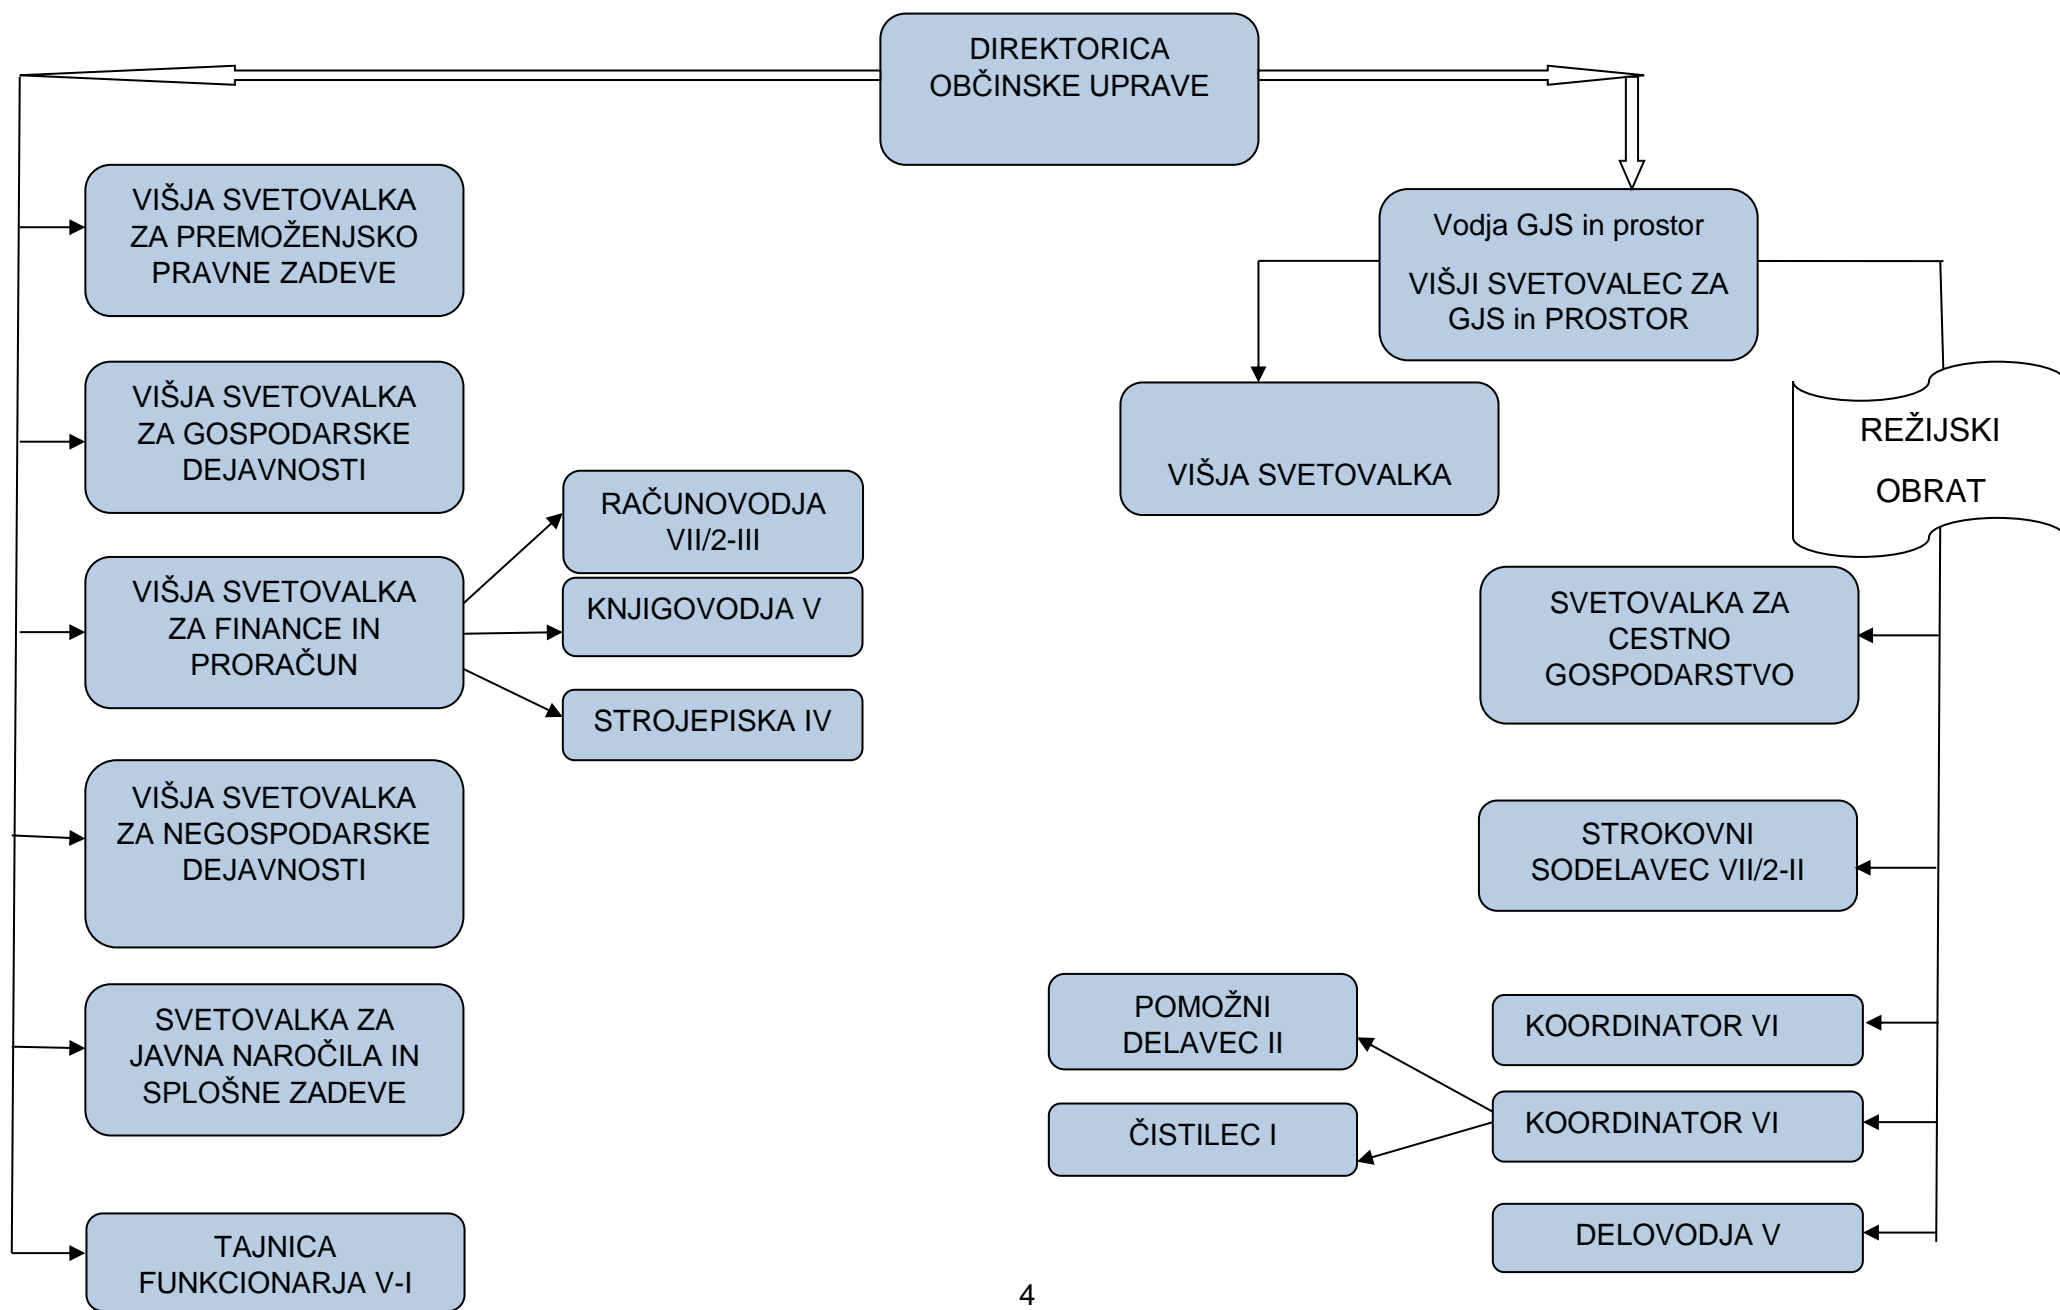 DIREKTORICA
OBČINSKE UPRAVE
VIŠJA SVETOVALKA
ZA PREMOŽENJSKO
PRAVNE ZADEVE
VIŠJA SVETOVALKA
ZA GOSPODARSKE
DEJAVNOSTI
VIŠJA SVETOVALKA
ZA FINANCE IN
PRORAČUN
RAČUNOVODJA
VII/2-III
KNJIGOVODJA V
STROJEPISKA IV
VIŠJA SVETOVALKA
ZA NEGOSPODARSKE
DEJAVNOSTI
SVETOVALKA ZA
JAVNA NAROČILA IN
SPLOŠNE ZADEVE
TAJNICA
FUNKCIONARJA V-I
Vodja GJS in prostor
VIŠJI SVETOVALEC ZA
GJS in PROSTOR
VIŠJA SVETOVALKA
REŽIJSKI
OBRAT
SVETOVALKA ZA
CESTNO
GOSPODARSTVO
STROKOVNI
SODELAVEC VII/2-II
KOORDINATOR VI
KOORDINATOR VI
POMOŽNI
DELAVEC II
ČISTILEC I
DELOVODJA V
4